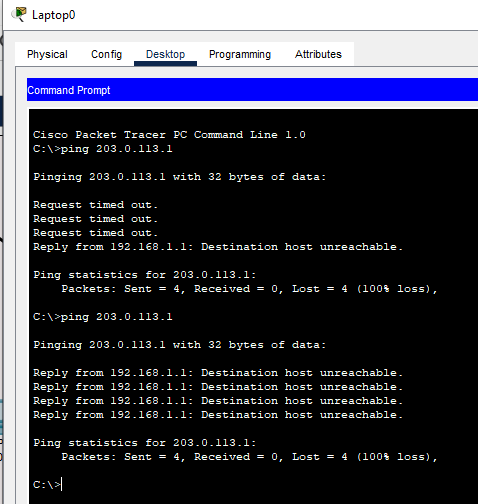 Laptop0
Physical Config Desktop Programming Attributes
Command Prompt
Cisco Packet Tracer PC Command Line 1.0
C:\>ping 203.0.113.1
Pinging 203.0.113.1 with 32 bytes of data:
Request timed out.
Request timed out.
Request timed out.
Reply from 192.168.1.1: Destination host unreachable.
Ping statistics for 203.0.113.1:
    Packets: Sent = 4, Received = 0, Lost = 4 (100% loss),
C:\>ping 203.0.113.1
Pinging 203.0.113.1 with 32 bytes of data:
Reply from 192.168.1.1: Destination host unreachable.
Reply from 192.168.1.1: Destination host unreachable.
Reply from 192.168.1.1: Destination host unreachable.
Reply from 192.168.1.1: Destination host unreachable.
Ping statistics for 203.0.113.1:
    Packets: Sent = 4, Received = 0, Lost = 4 (100% loss),
C:\>